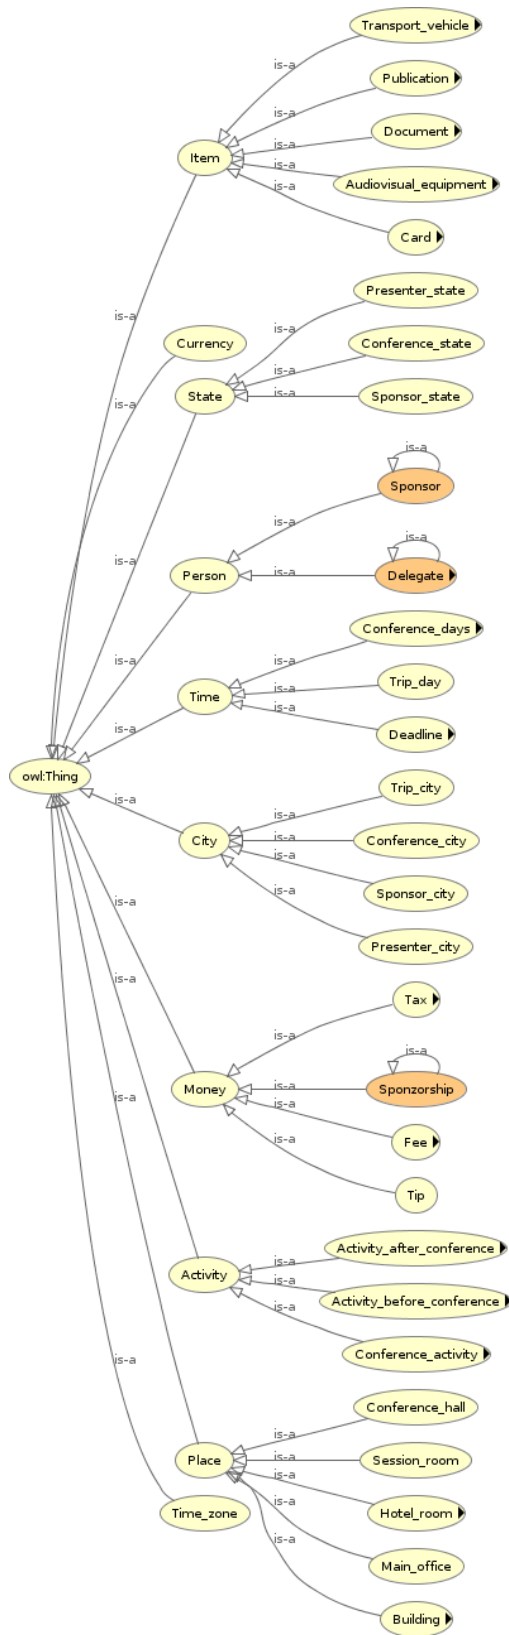 Transport_vehicle
is-a
Publication
is-a
Document
is-a
Item
is-a
Audiovisual_equipment
is-a
Card
Presenter_state
is-a
is-a
Currency
Conference_state
is-a
State
is-a
Sponsor_state
is-a
is-a
Sponsor
is-a
is-a
is-a
Person
is-a
Delegate
Conference_days
is-a
is-a
Trip_day
is-a
Time
is-a
is-a
Deadline
owl:Thing
Trip_city
is-a
is-a
City
is-a
Conference_city
is-a
Sponsor_city
is-a
is-a
Presenter_city
is-a
Tax
is-a
is-a
Money
is-a
Sponzorship
is-a
is-a
Fee
is-a
Tip
Activity_after_conference
is-a
Activity
is-a
Activity_before_conference
is-a
Conference_activity
is-a
Conference_hall
is-a
Place
is-a
Session_room
is-a
Time_zone
Hotel_room
is-a
is-a
Main_office
Building